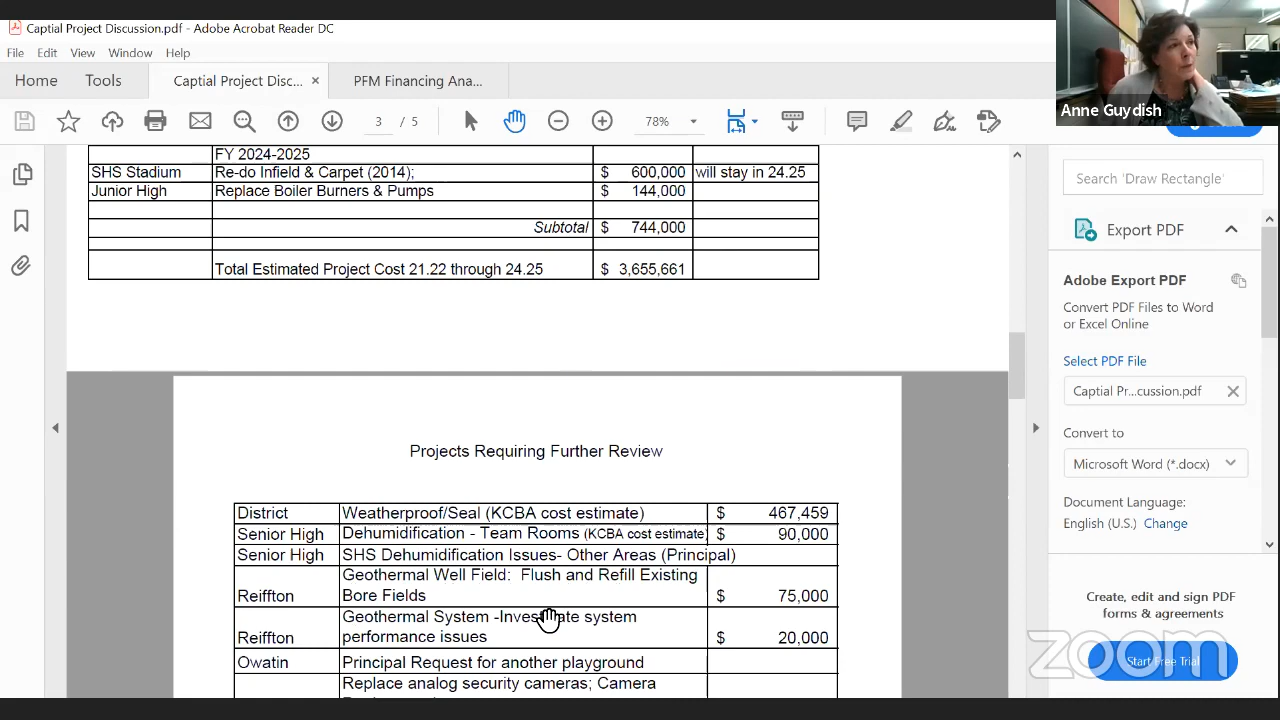 Captial Project Discussion.pdf - Adobe Acrobat Reader DC
File Edit View Window Help
Home Tools Captial Project Disc... × PFM Financing Ana...
3 / 5 78%
Anne Guydish
FY 2024-2025
SHS Stadium Re-do Infield & Carpet (2014); $ 600,000 will stay in 24.25
Junior High Replace Boiler Burners & Pumps $ 144,000
Subtotal $ 744,000
Total Estimated Project Cost 21.22 through 24.25 $ 3,655,661
Projects Requiring Further Review
District Weatherproof/Seal (KCBA cost estimate) $ 467,459
Senior High Dehumidification - Team Rooms (KCBA cost estimate) $ 90,000
Senior High SHS Dehumidification Issues- Other Areas (Principal)
Geothermal Well Field: Flush and Refill Existing
Reiffton Bore Fields $ 75,000
Geothermal System -Investigate system
Reiffton performance issues $ 20,000
Owatin Principal Request for another playground
Replace analog security cameras; Camera
Search 'Draw Rectangle'
Export PDF
Adobe Export PDF
Convert PDF Files to Word
or Excel Online
Select PDF File
Captial Pr...cussion.pdf
Convert to
Microsoft Word (*.docx)
Document Language:
English (U.S.) Change
Create, edit and sign PDF
forms & agreements
Start Free Trial
zoom